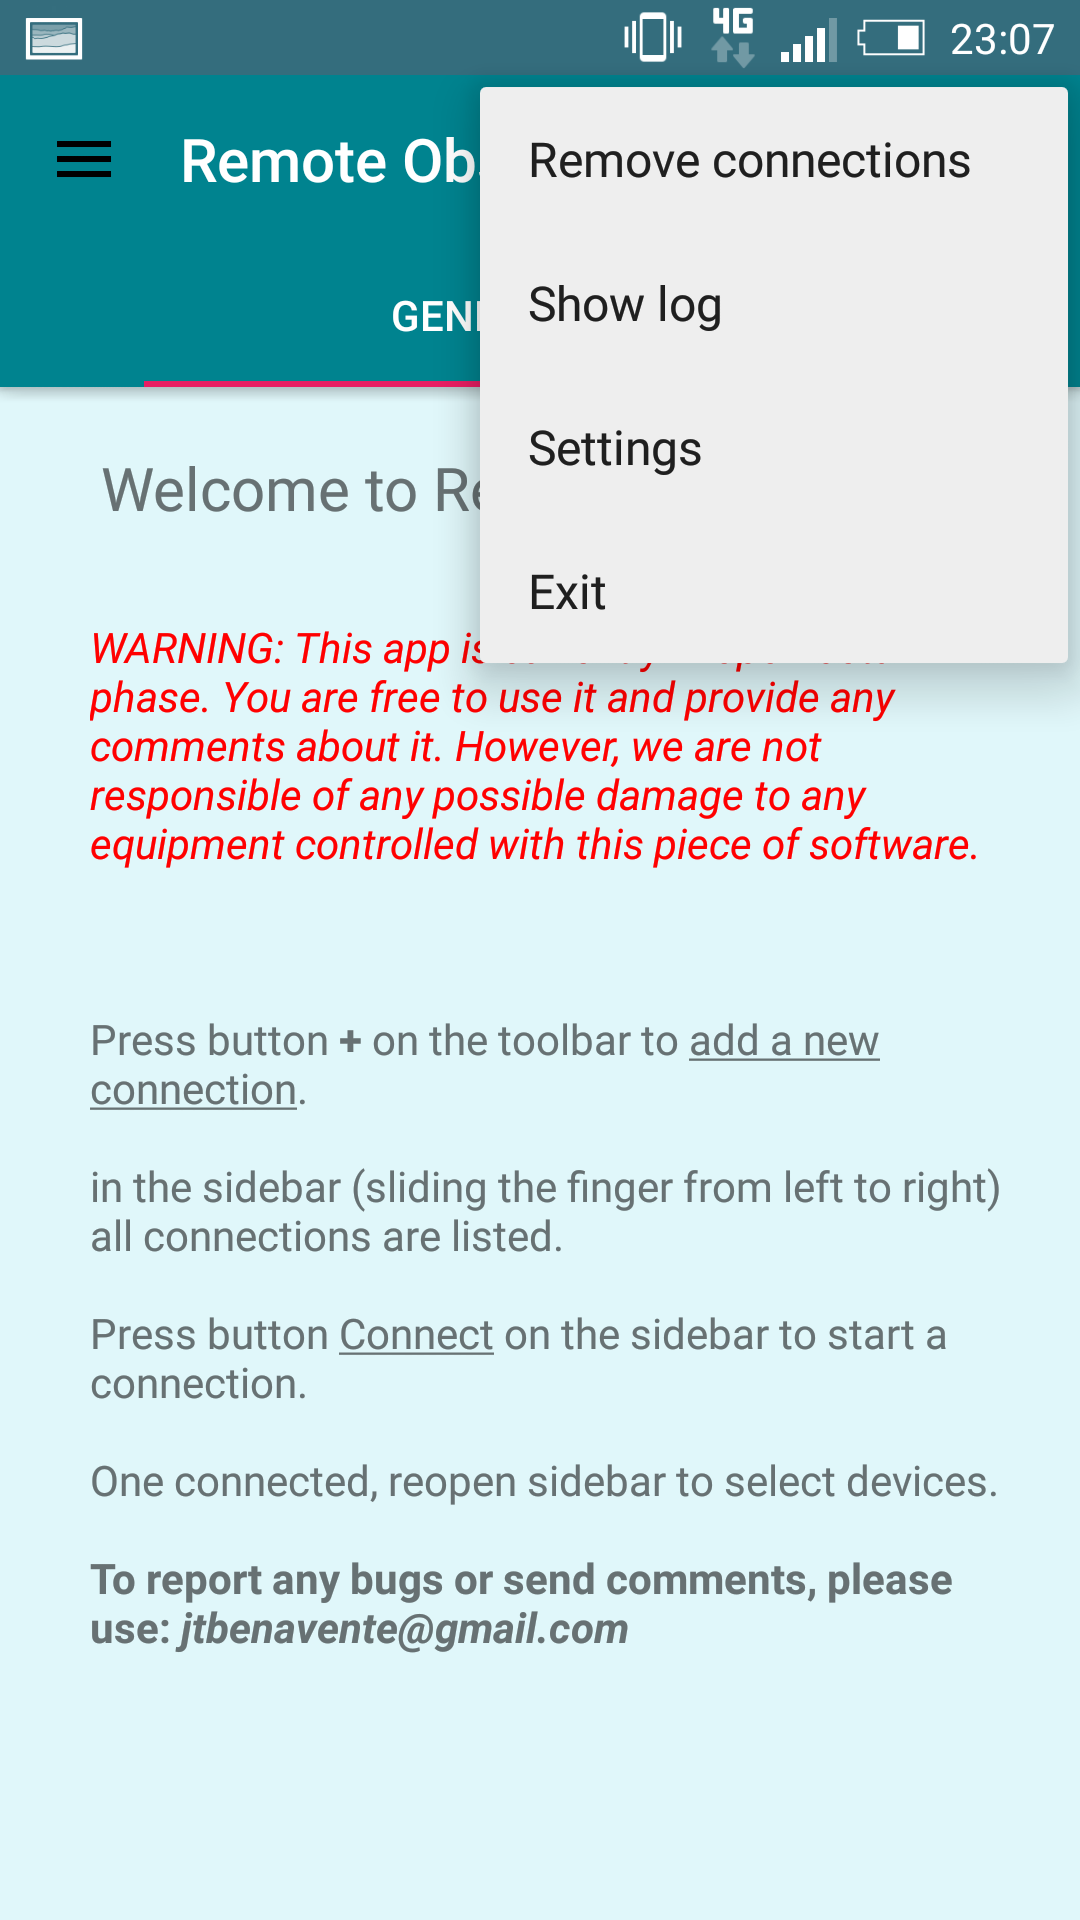 4G 23:07
Remote Ob
Remove connections
Show log
Settings
Exit
Welcome to
WARNING: This app
phase. You are free to use it and provide any
comments about it. However, we are not
responsible of any possible damage to any
equipment controlled with this piece of software.
Press button + on the toolbar to add a new
connection.
in the sidebar (sliding the finger from left to right)
all connections are listed.
Press button Connect on the sidebar to start a
connection.
One connected, reopen sidebar to select devices.
To report any bugs or send comments, please
use: jtbenavente@gmail.com